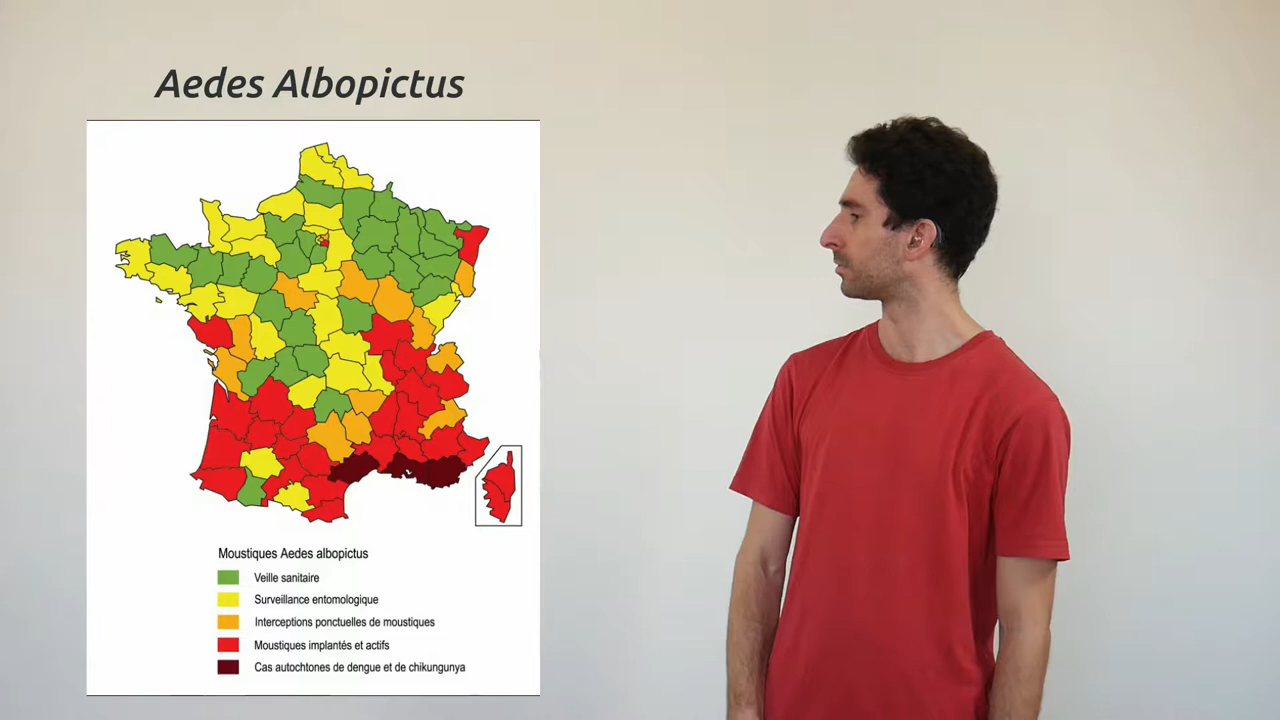 Aedes Albopictus
Moustiques Aedes albopictus
Veille sanitaire
Surveillance entomologique
Interceptions ponctuelles de moustiques
Moustiques implantés et actifs
Cas autochtones de dengue et de chikungunya